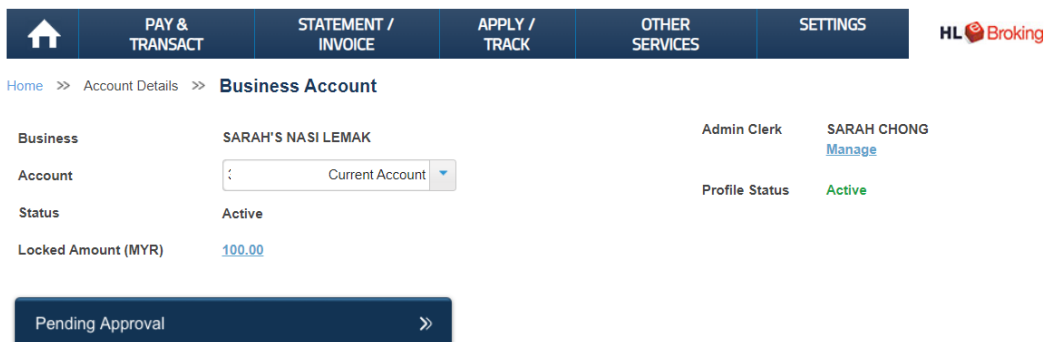 PAY & TRANSACT
STATEMENT / INVOICE
APPLY / TRACK
OTHER SERVICES
SETTINGS
HL Broking
Home >> Account Details >> Business Account
Business SARAH'S NASI LEMAK
Admin Clerk SARAH CHONG
Manage
Account Current Account
Profile Status Active
Status Active
Locked Amount (MYR) 100.00
Pending Approval >>